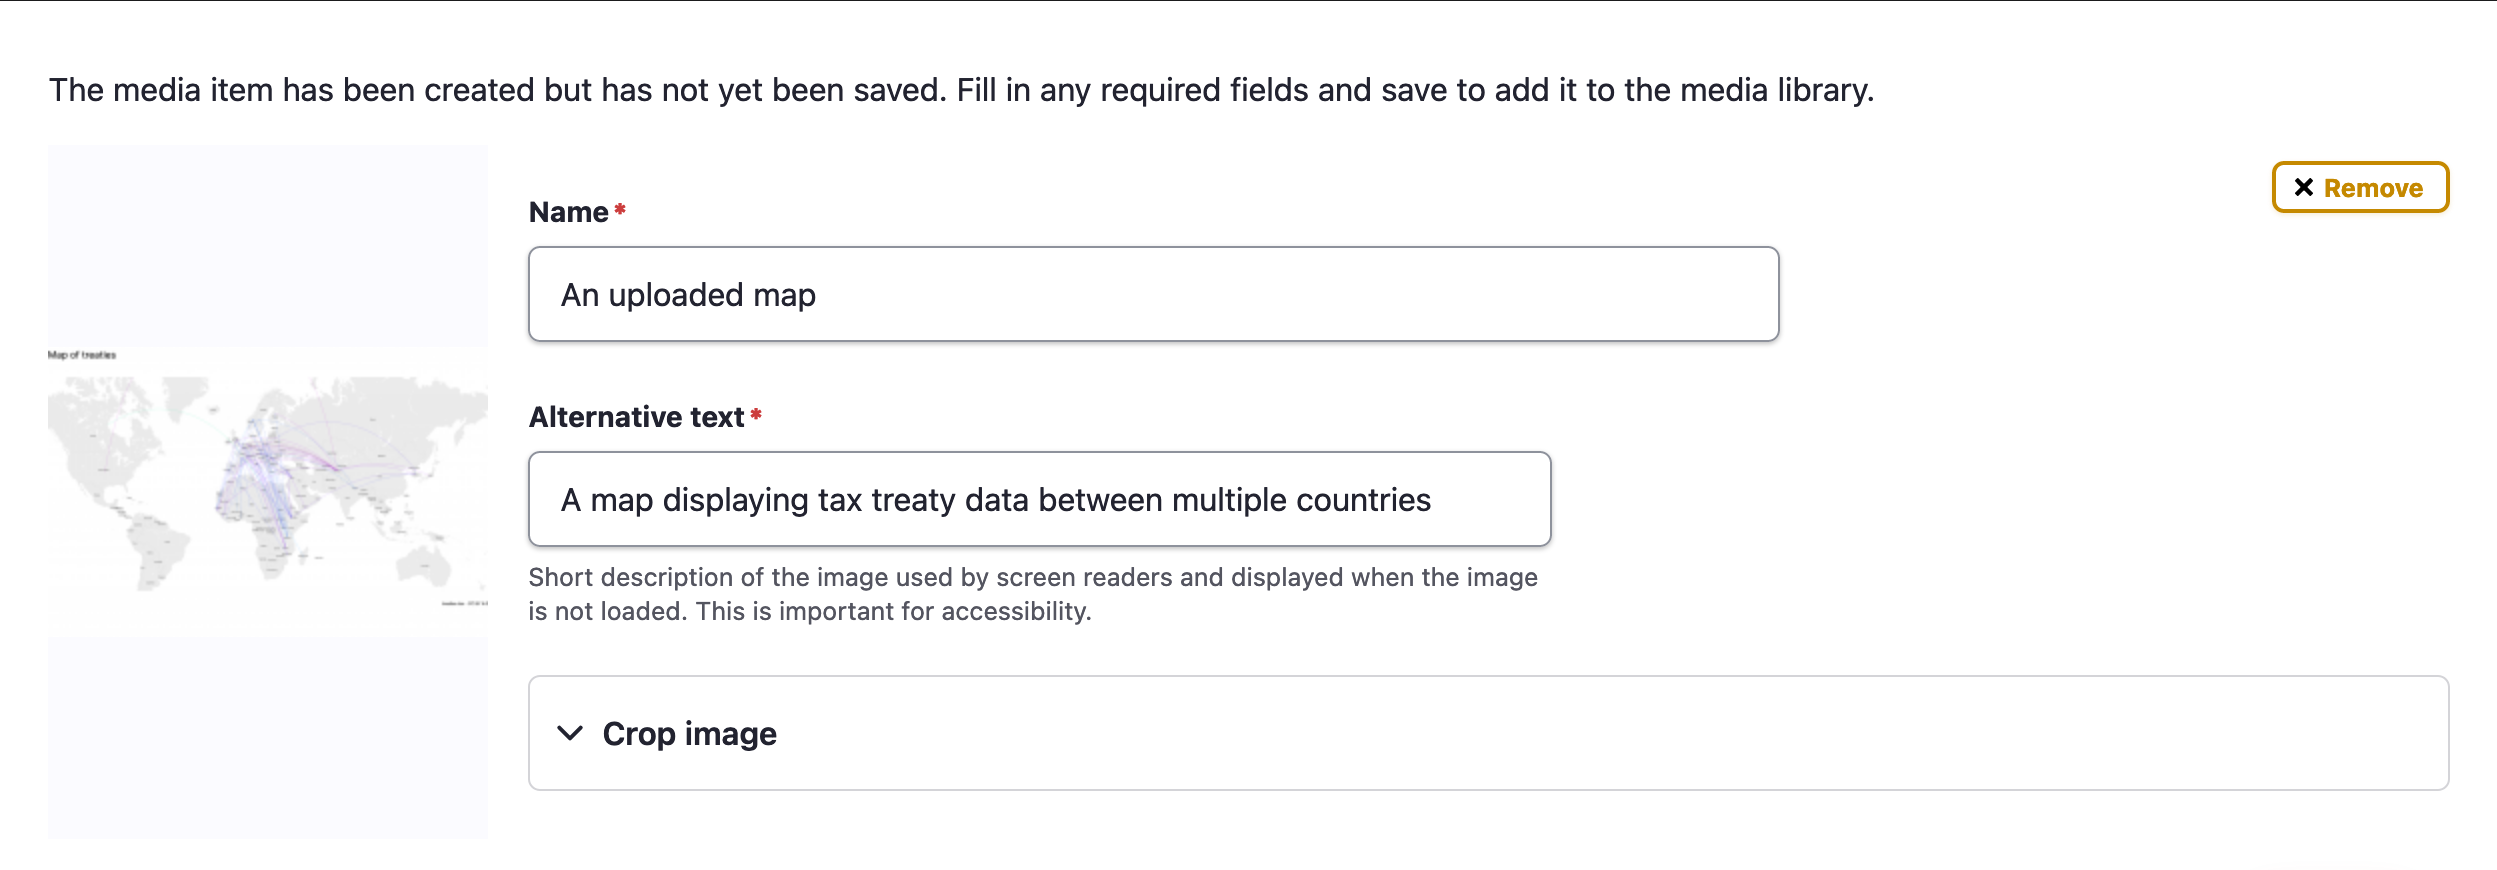 The media item has been created but has not yet been saved. Fill in any required fields and save to add it to the media library.
Remove
Name*
An uploaded map
Map of treaties
Alternative text*
A map displaying tax treaty data between multiple countries
Short description of the image used by screen readers and displayed when the image
is not loaded. This is important for accessibility.
Crop image